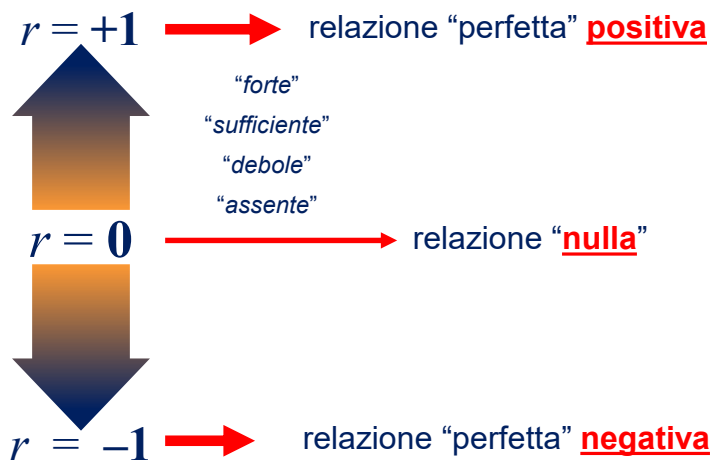 r = +1 relazione “perfetta” positiva
“forte”
“sufficiente”
“debole”
“assente”
r = 0 relazione “nulla”
r = –1 relazione “perfetta” negativa